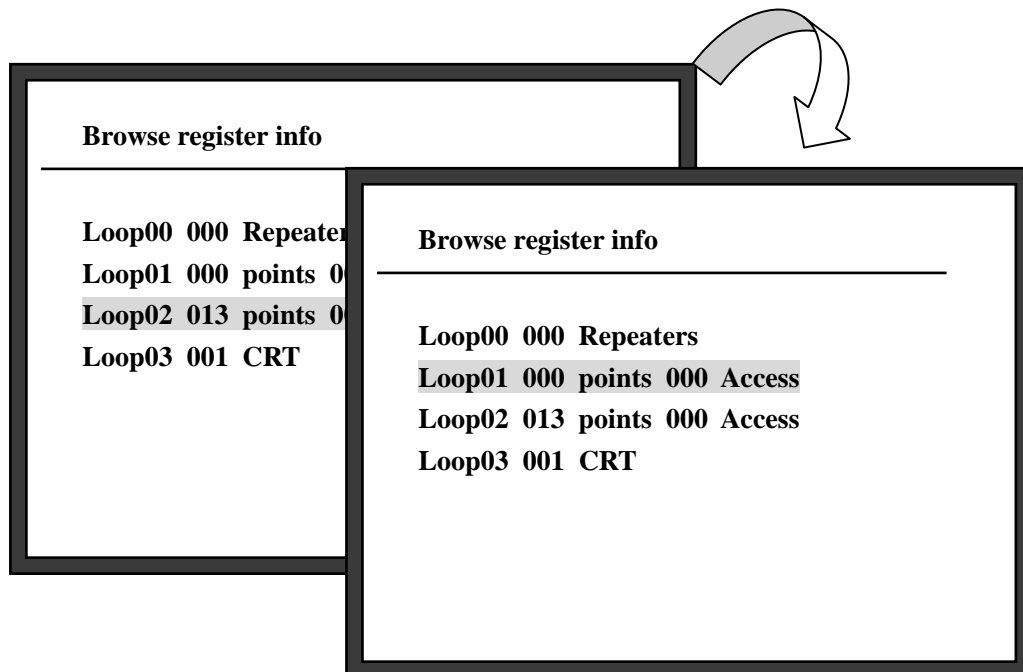 Browse register info
Loop00 000 Repeater
Loop01 000 points
Loop02 013 points
Loop03 001 CRT
Browse register info
Loop00 000 Repeaters
Loop01 000 points 000 Access
Loop02 013 points 000 Access
Loop03 001 CRT